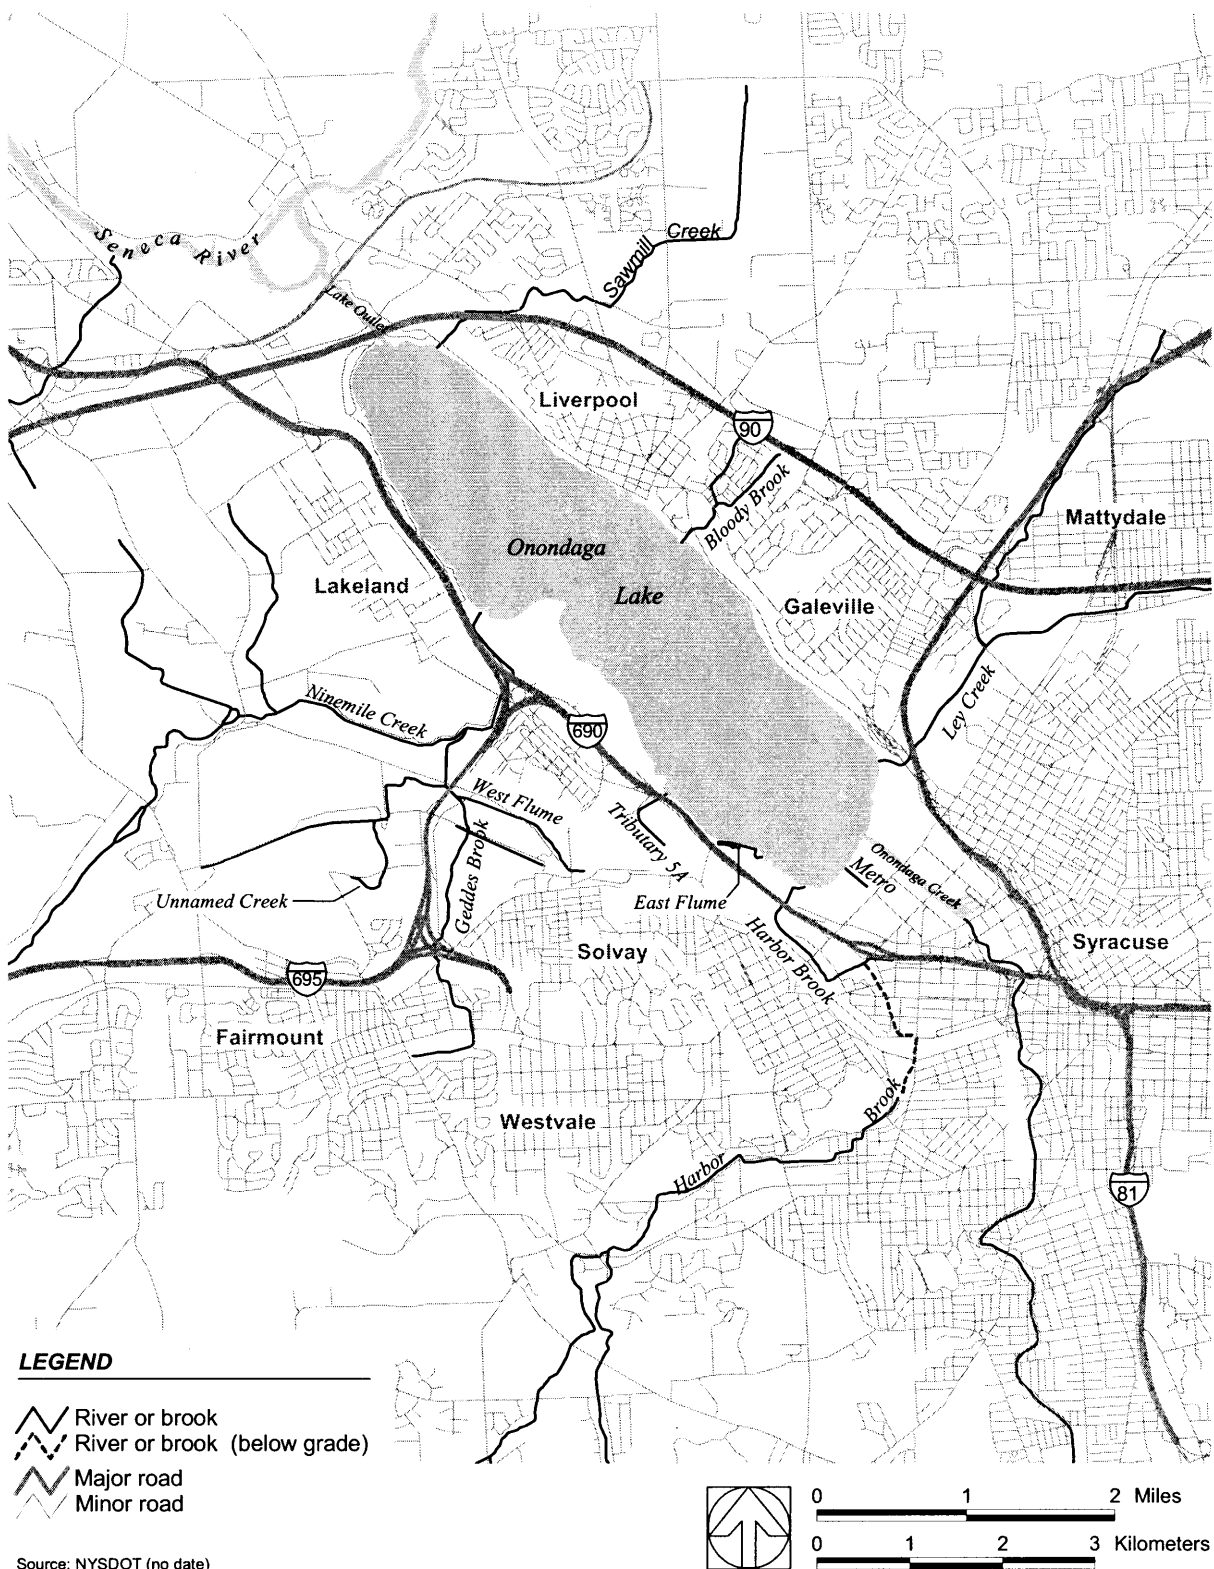 Seneca River
Creek
Sawmill
Lake Outlet
Liverpool
90
Bloody Brook
Mattydale
Onondaga
Lake
Lakeland
Galeville
Ninemile Creek
Ley Creek
690
West Flume
Tributary 5A
Geddes Brook
Onondaga Creek
Metro
Unnamed Creek
East Flume
Harbor Brook
Solvay
Syracuse
695
Fairmount
Brook
Westvale
Harbor
81
LEGEND
River or brook
River or brook (below grade)
Major road
Minor road
0 1 2 Miles
0 1 2 3 Kilometers
Source: NYSDOT (no date)